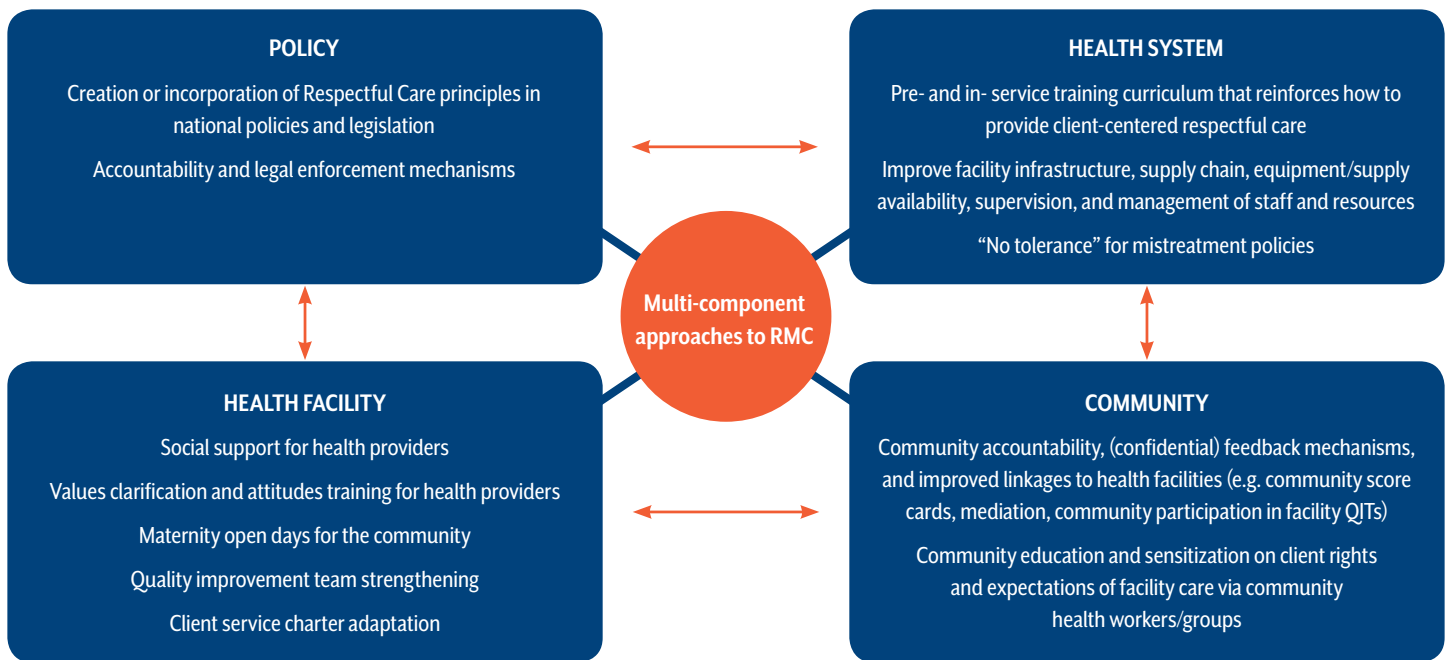 POLICY
Creation or incorporation of Respectful Care principles in
national policies and legislation
Accountability and legal enforcement mechanisms
HEALTH SYSTEM
Pre- and in- service training curriculum that reinforces how to
provide client-centered respectful care
Improve facility infrastructure, supply chain, equipment/supply
availability, supervision, and management of staff and resources
“No tolerance” for mistreatment policies
Multi-component
approaches to RMC
HEALTH FACILITY
Social support for health providers
Values clarification and attitudes training for health providers
Maternity open days for the community
Quality improvement team strengthening
Client service charter adaptation
COMMUNITY
Community accountability, (confidential) feedback mechanisms,
and improved linkages to health facilities (e.g. community score
cards, mediation, community participation in facility QITs)
Community education and sensitization on client rights
and expectations of facility care via community
health workers/groups